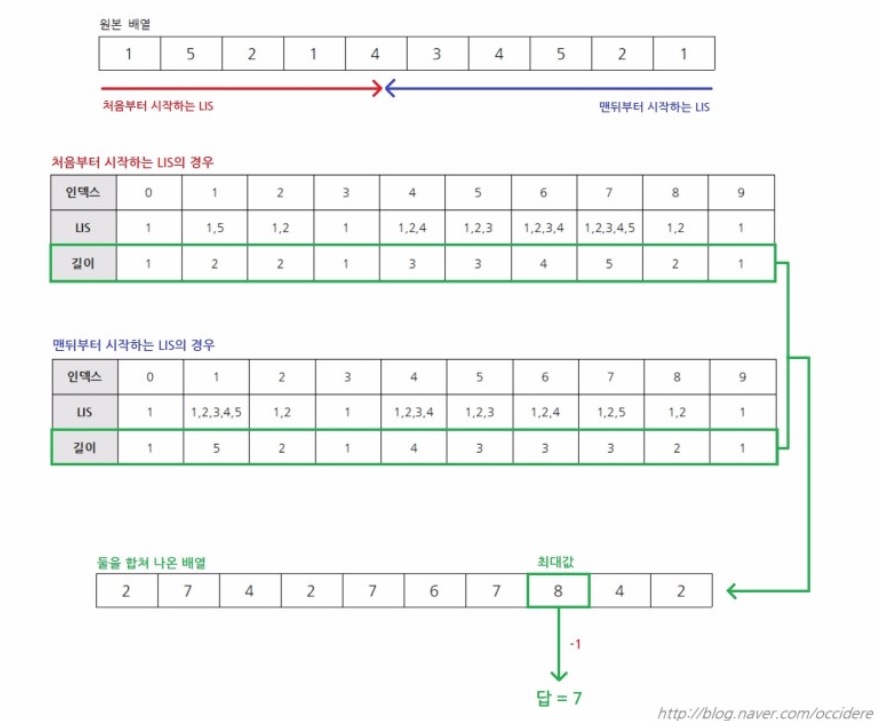 원본 배열
1 5 2 1 4 3 4 5 2 1
처음부터 시작하는 LIS 맨뒤부터 시작하는 LIS
처음부터 시작하는 LIS의 경우
인덱스 0 1 2 3 4 5 6 7 8 9
LIS 1 1,5 1,2 1 1,2,4 1,2,3 1,2,3,4 1,2,3,4,5 1,2 1
길이 1 2 2 1 3 3 4 5 2 1
맨뒤부터 시작하는 LIS의 경우
인덱스 0 1 2 3 4 5 6 7 8 9
LIS 1 1,2,3,4,5 1,2 1 1,2,3,4 1,2,3 1,2,4 1,2,5 1,2 1
길이 1 5 2 1 4 3 3 3 2 1
둘을 합쳐 나온 배열 최대값
2 7 4 2 7 6 7 8 4 2
-1
답 = 7
http://blog.naver.com/occidere